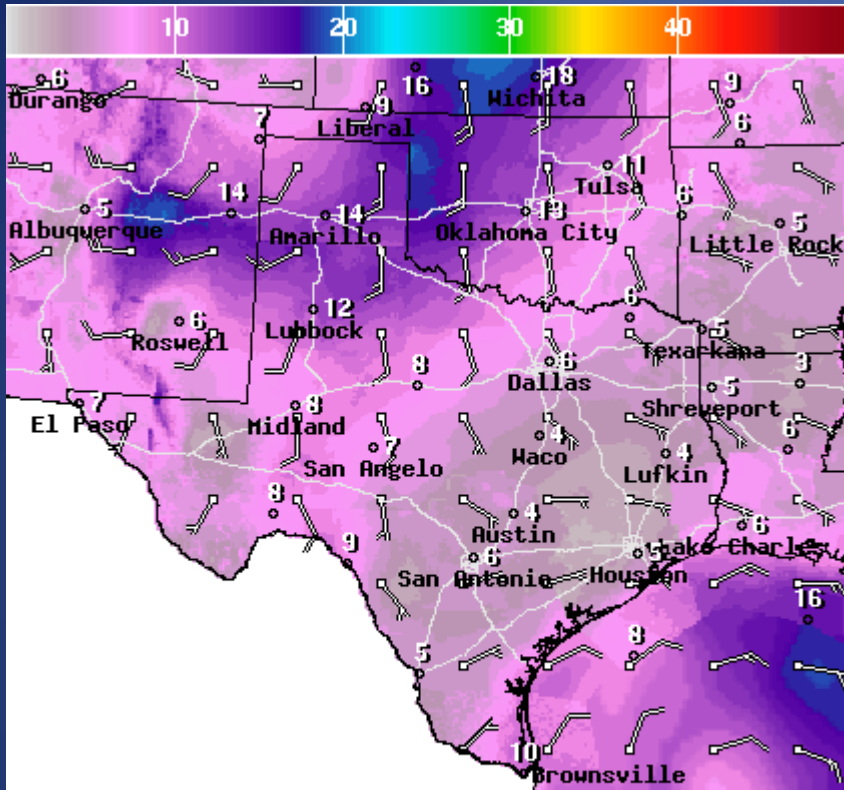 10 20 30 40
6 16 18 9
Durango Wichita
7 9
Liberal
6
11
Tulsa
5 14 14 13 6 5
Albuquerque Amarillo Oklahoma City Little Rock
6 12 6
Roswell Lubbock 5
Texarkana
6
Dallas
8 5 3
Shreveport
7 8
El Paso Midland
7 4 4 6
San Angelo Waco Lufkin
8 4 6
Austin
9 6 5 Lake Charles
San Antonio Houston
16
8
5
10
Brownsville